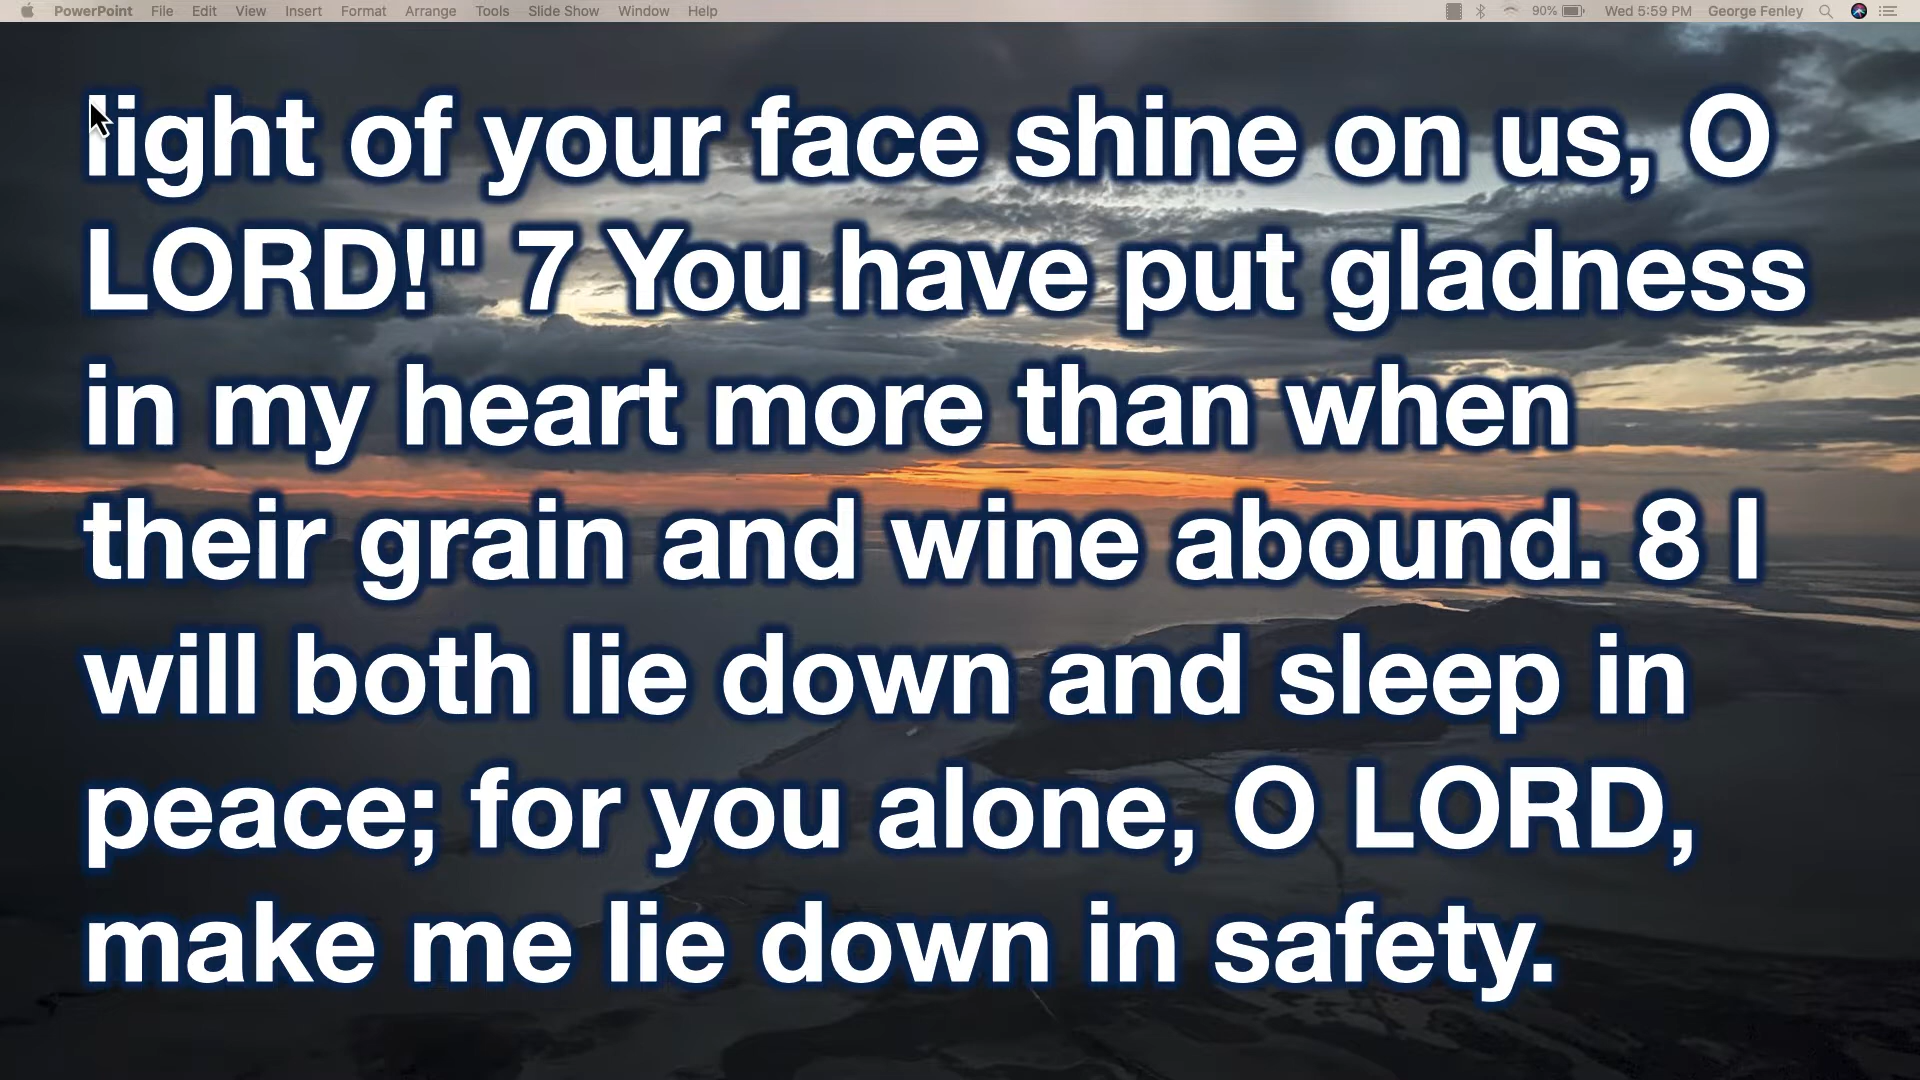 PowerPoint File Edit View Insert Format Arrange Tools Slide Show Window Help 90% Wed 5:59 PM George Fenley
light of your face shine on us, O
LORD!" 7 You have put gladness
in my heart more than when
their grain and wine abound. 8 I
will both lie down and sleep in
peace; for you alone, O LORD,
make me lie down in safety.